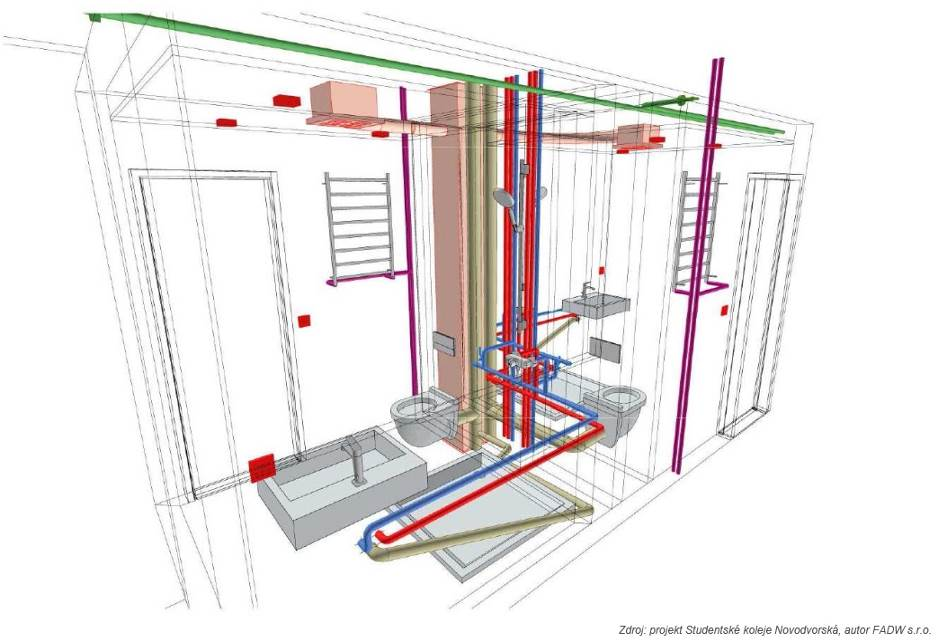 Zdroj: projekt Studentské koleje Novodvorská, autor FADW s.r.o.